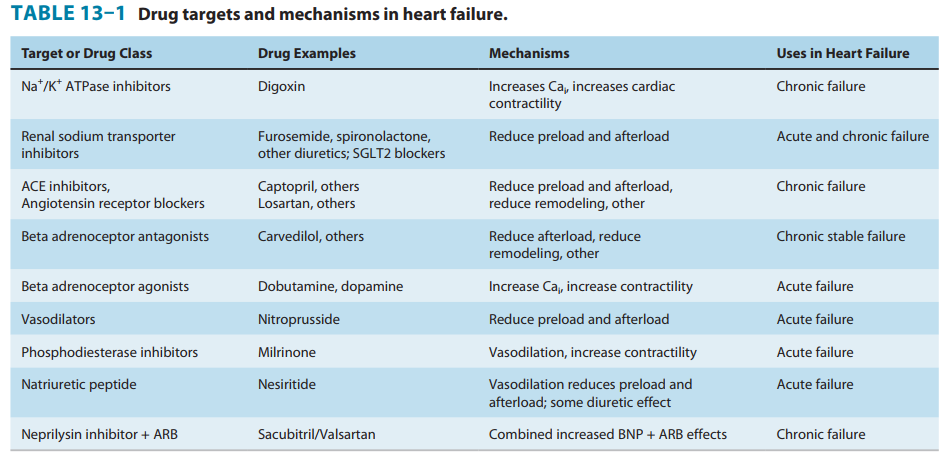 TABLE 13–1 Drug targets and mechanisms in heart failure.
Target or Drug Class Drug Examples Mechanisms Uses in Heart Failure
Na+/K+ ATPase inhibitors Digoxin Increases Cai, increases cardiac Chronic failure
contractility
Renal sodium transporter Furosemide, spironolactone, Reduce preload and afterload Acute and chronic failure
inhibitors other diuretics; SGLT2 blockers
ACE inhibitors, Captopril, others Reduce preload and afterload, Chronic failure
Angiotensin receptor blockers Losartan, others reduce remodeling, other
Beta adrenoceptor antagonists Carvedilol, others Reduce afterload, reduce Chronic stable failure
remodeling, other
Beta adrenoceptor agonists Dobutamine, dopamine Increase Cai, increase contractility Acute failure
Vasodilators Nitroprusside Reduce preload and afterload Acute failure
Phosphodiesterase inhibitors Milrinone Vasodilation, increase contractility Acute failure
Natriuretic peptide Nesiritide Vasodilation reduces preload and Acute failure
afterload; some diuretic effect
Neprilysin inhibitor + ARB Sacubitril/Valsartan Combined increased BNP + ARB effects Chronic failure